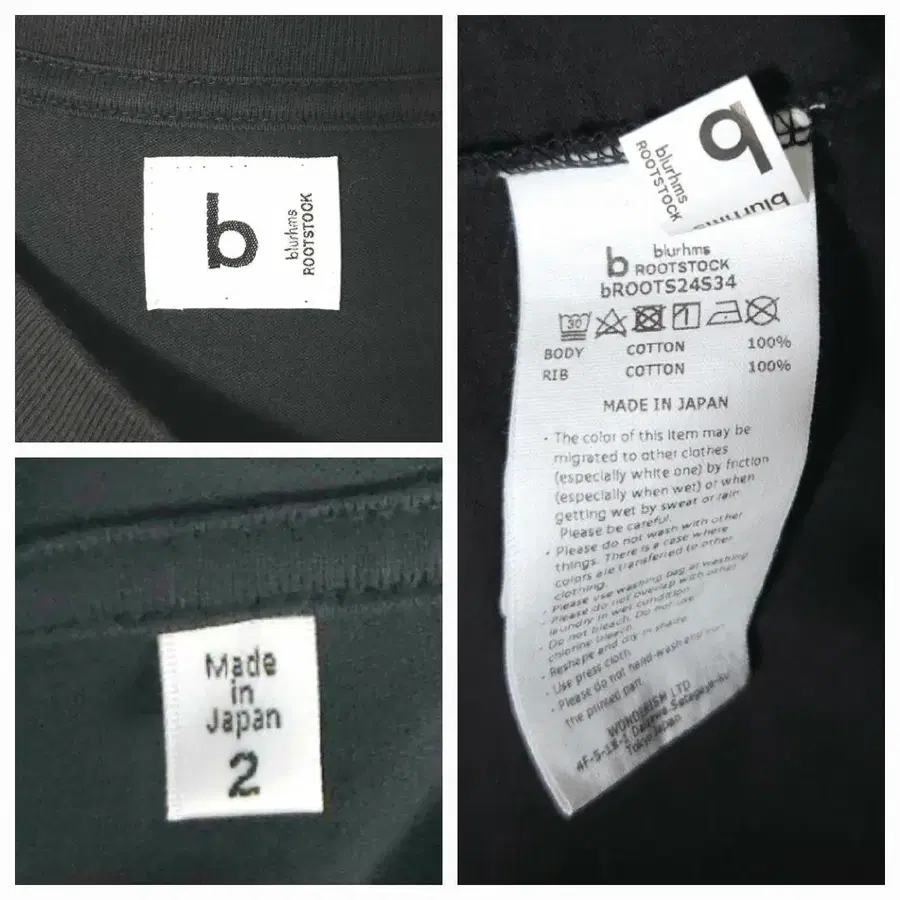 b
blurhms
ROOTSTOCK
Made
in
Japan
2
b
blurhms
ROOTSTOCK
blurhms
b blurhms
ROOTSTOCK
bROOTS24S34
30
BODY COTTON 100%
RIB COTTON 100%
MADE IN JAPAN
・The color of this item may be
migrated to other clothes
(especially white one) by friction
(especially when wet) or when
getting wet by sweat or rain.
Please be careful.
・Please do not wash with other
things. There is a case where
colors are transferred to other
clothing.
・Please use washing bag at washing
・Please do not overlap with other
laundry in wet condition
・Do not bleach. Do not use
chlorine bleach.
・Reshape and dry in shade
・Use press cloth
・Please do not hand-wash and iron
the printed part.
WONDERISM LTD
Tokyo Japan